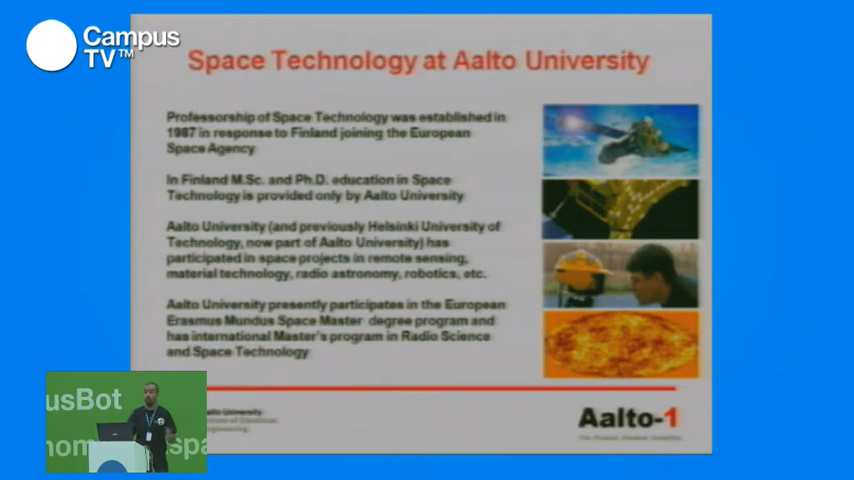 Campus
TV™
Space Technology at Aalto University
Professorship of Space Technology was established in
1987 in response to Finland joining the European
Space Agency
In Finland M.Sc. and Ph.D. education in Space
Technology is provided only by Aalto University
Aalto University (and previously Helsinki University of
Technology, now part of Aalto University) has
participated in space projects in remote sensing,
material technology, radio astronomy, robotics, etc.
Aalto University presently participates in the European
Erasmus Mundus Space Master degree program and
has international Master's program in Radio Science
and Space Technology
Aalto-1
usBot
nom
spa